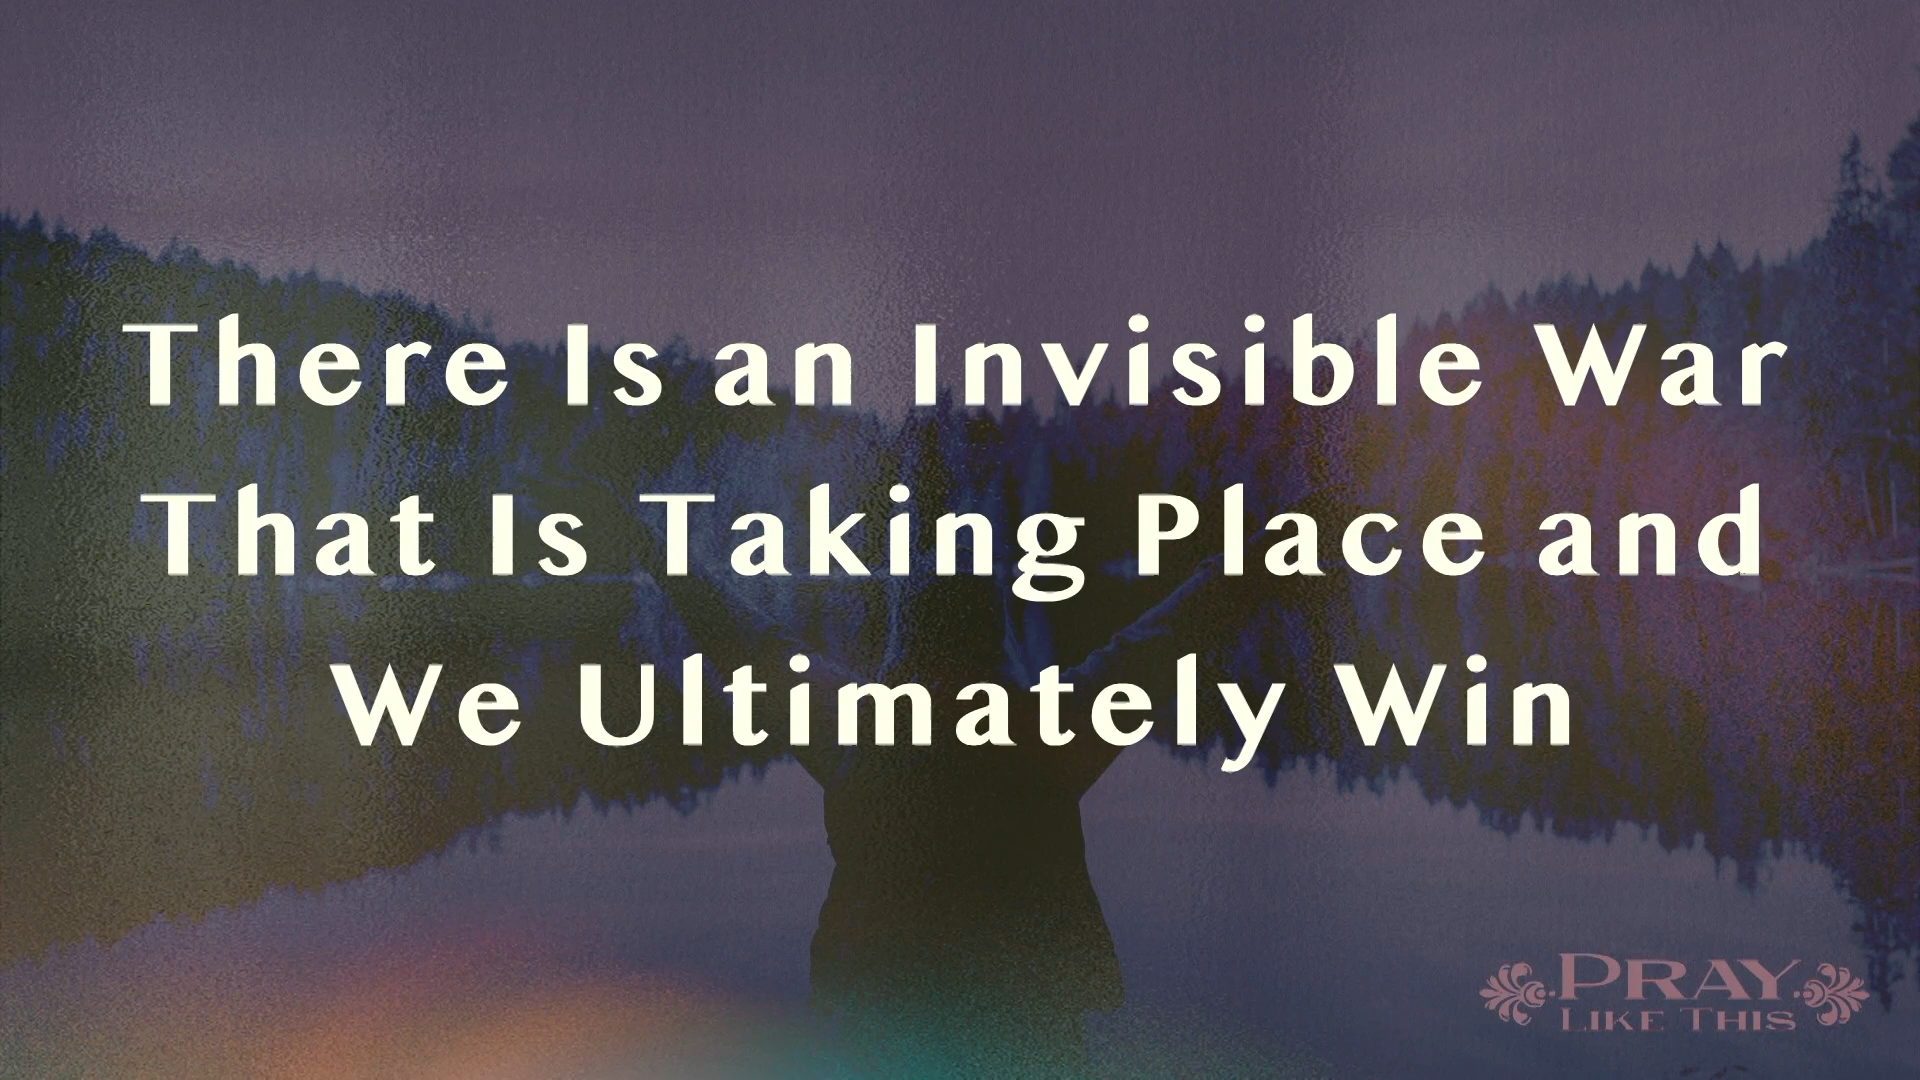 There Is an Invisible War
That Is Taking Place and
We Ultimately Win
PRAY
LIKE THIS